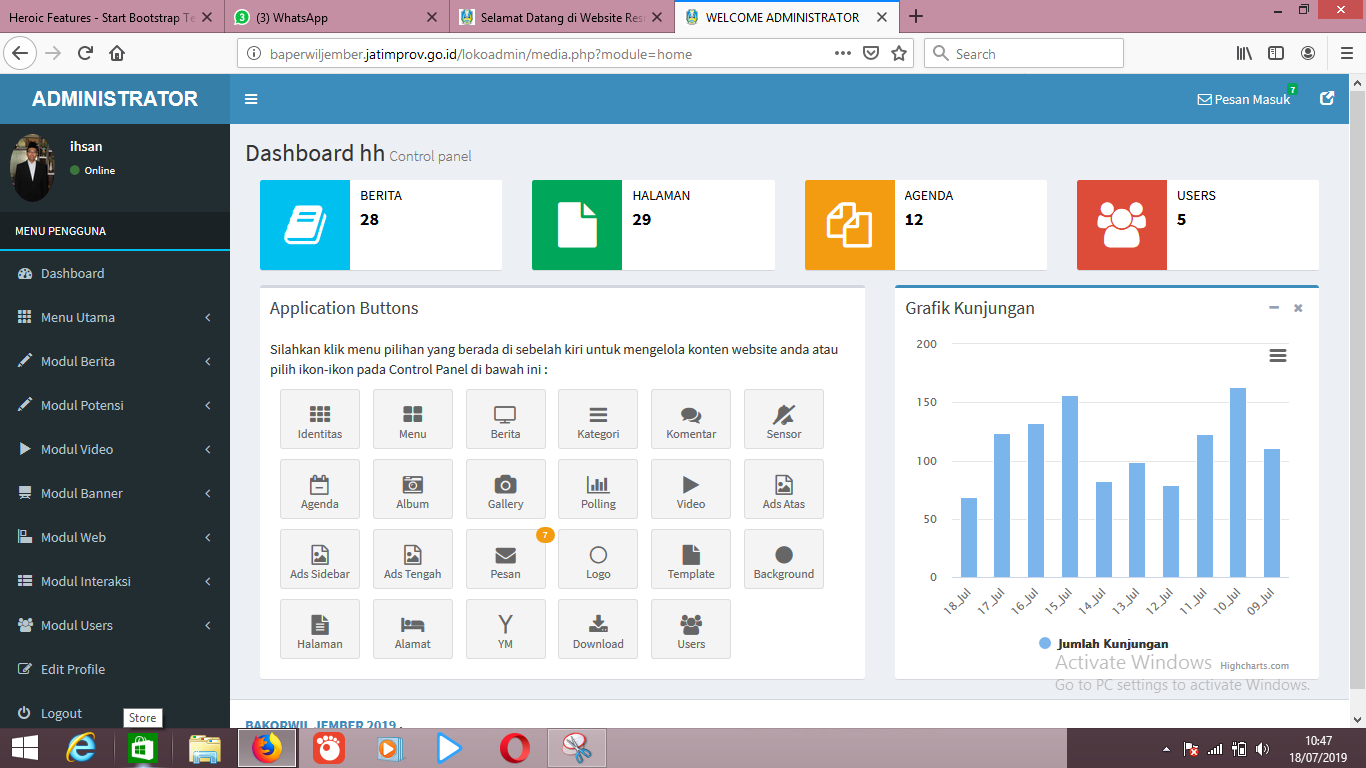 Heroic Features - Start Bootstrap Te
(3) WhatsApp
Selamat Datang di Website Res
WELCOME ADMINISTRATOR
baperwiljember.jatimprov.go.id/lokoadmin/media.php?module=home
Search
ADMINISTRATOR
Pesan Masuk 7
ihsan
Online
MENU PENGGUNA
Dashboard
Menu Utama
Modul Berita
Modul Potensi
Modul Video
Modul Banner
Modul Web
Modul Interaksi
Modul Users
Edit Profile
Logout
Store
Dashboard hh Control panel
BERITA
28
HALAMAN
29
AGENDA
12
USERS
5
Application Buttons
Silahkan klik menu pilihan yang berada di sebelah kiri untuk mengelola konten website anda atau
pilih ikon-ikon pada Control Panel di bawah ini :
Identitas Menu Berita Kategori Komentar Sensor
Agenda Album Gallery Polling Video Ads Atas
7
Ads Sidebar Ads Tengah Pesan Logo Template Background
Halaman Alamat YM Download Users
Grafik Kunjungan
200
150
100
50
0
18_Jul 17_Jul 16_Jul 15_Jul 14_Jul 13_Jul 12_Jul 11_Jul 10_Jul 09_Jul
Jumlah Kunjungan
Highcharts.com
Activate Windows
Go to PC settings to activate Windows.
BAKORWIL JEMBER 2019 .
10:47
18/07/2019